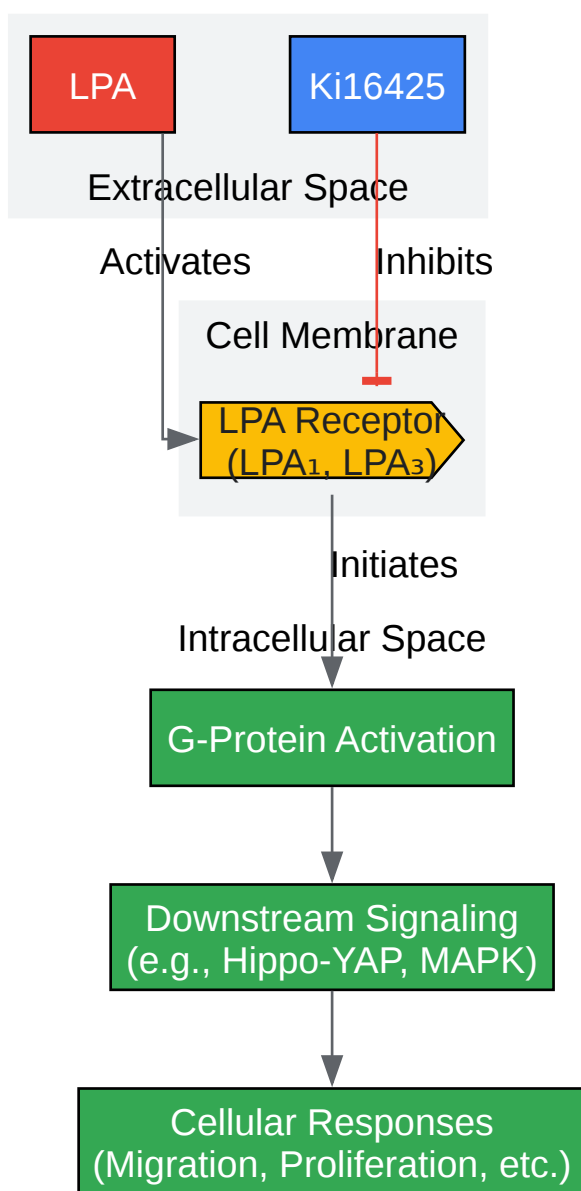 LPA
Ki16425
Extracellular Space
Activates
Inhibits
Cell Membrane
LPA Receptor
(LPA₁, LPA₃)
Initiates
Intracellular Space
G-Protein Activation
Downstream Signaling
(e.g., Hippo-YAP, MAPK)
Cellular Responses
(Migration, Proliferation, etc.)